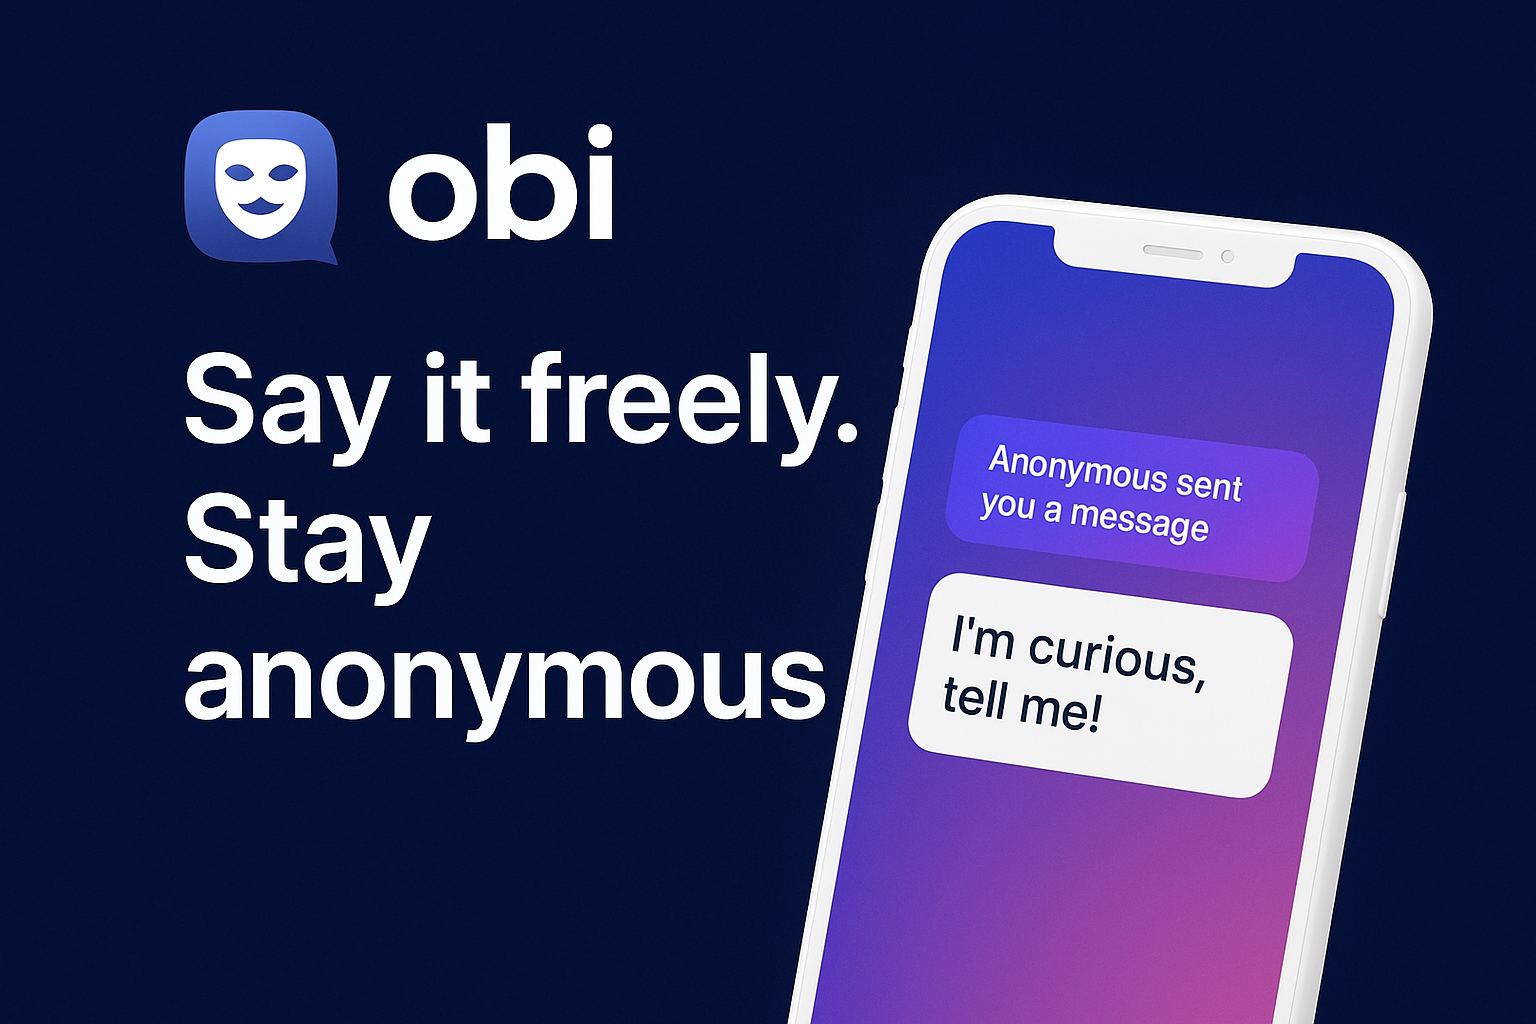 obi
Say it freely.
Stay
anonymous
Anonymous sent
you a message
I'm curious,
tell me!